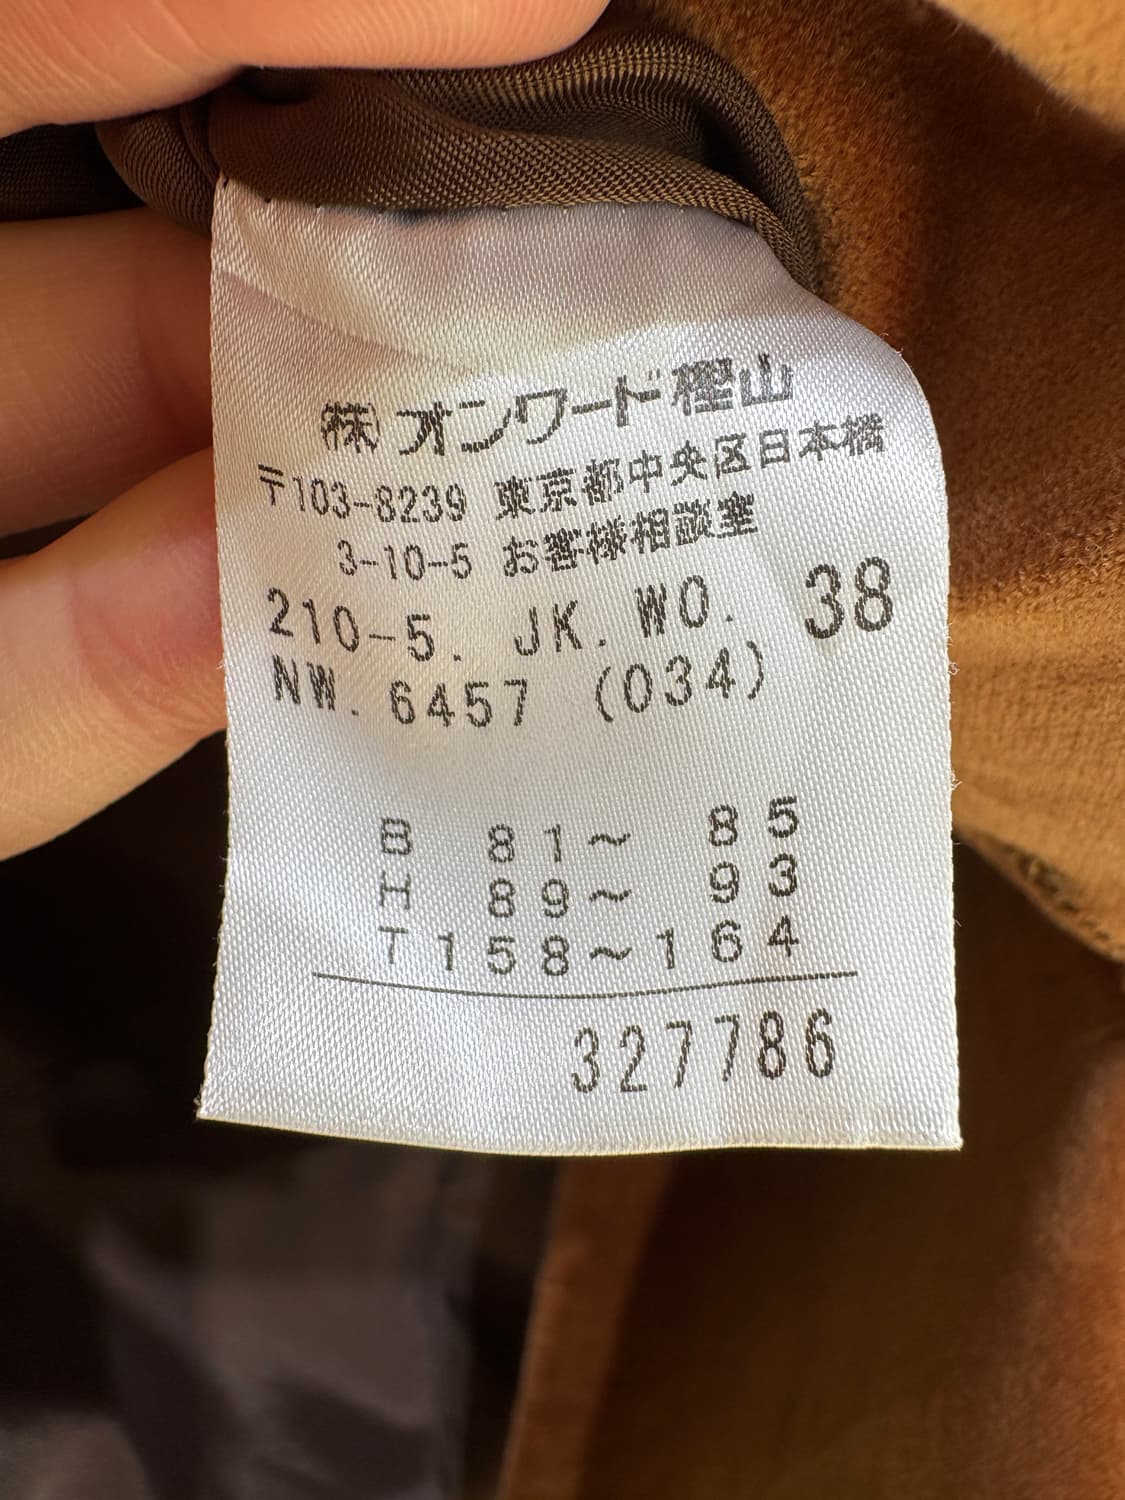 ㈱オンワード樫山
〒103-8239 東京都中央区日本橋
3-10-5 お客様相談室
210-5. JK. WO. 38
NW. 6457 (034)
B 81～ 85
H 89～ 93
T158～164
327786